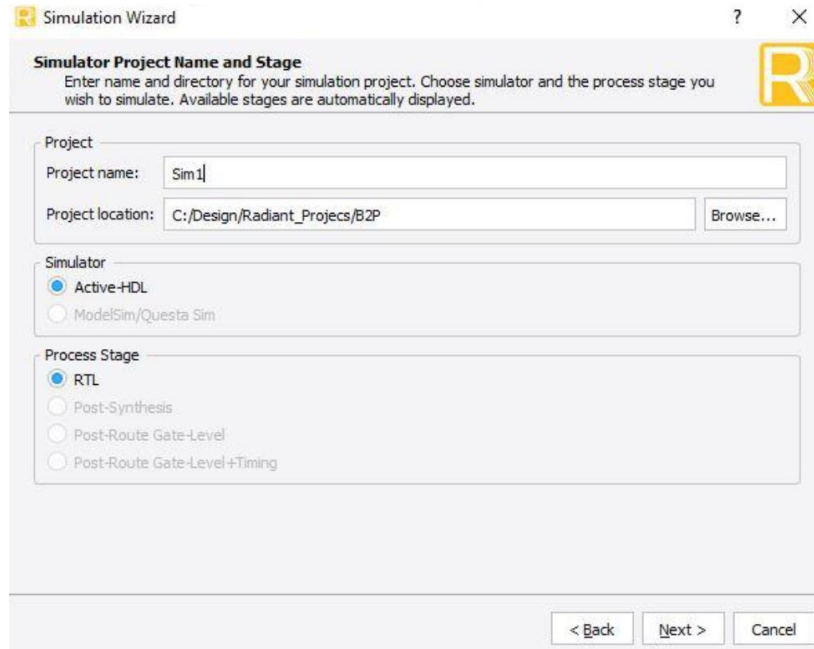 Simulation Wizard
?
Simulator Project Name and Stage
Enter name and directory for your simulation project. Choose simulator and the process stage you
wish to simulate. Available stages are automatically displayed.
R
Project
Project name:
Sim1
Project location:
C:/Design/Radiant_Projecs/B2P
Browse...
Simulator
Active-HDL
ModelSim/Questa Sim
Process Stage
RTL
Post-Synthesis
Post-Route Gate-Level
Post-Route Gate-Level+Timing
< Back
Next >
Cancel